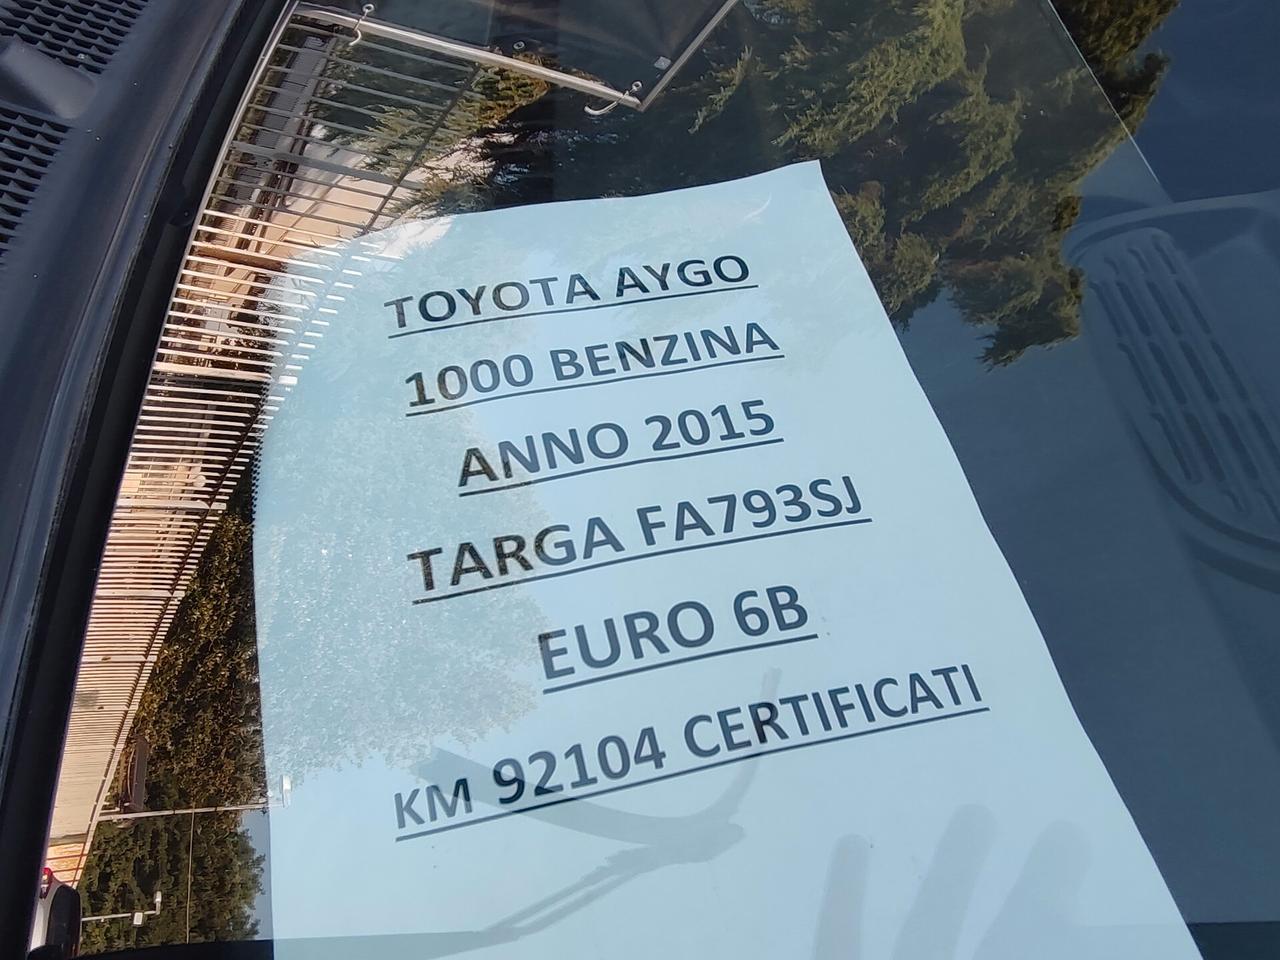 TOYOTA AYGO
1000 BENZINA
ANNO 2015
TARGA FA793SJ
EURO 6B
KM 92104 CERTIFICATI